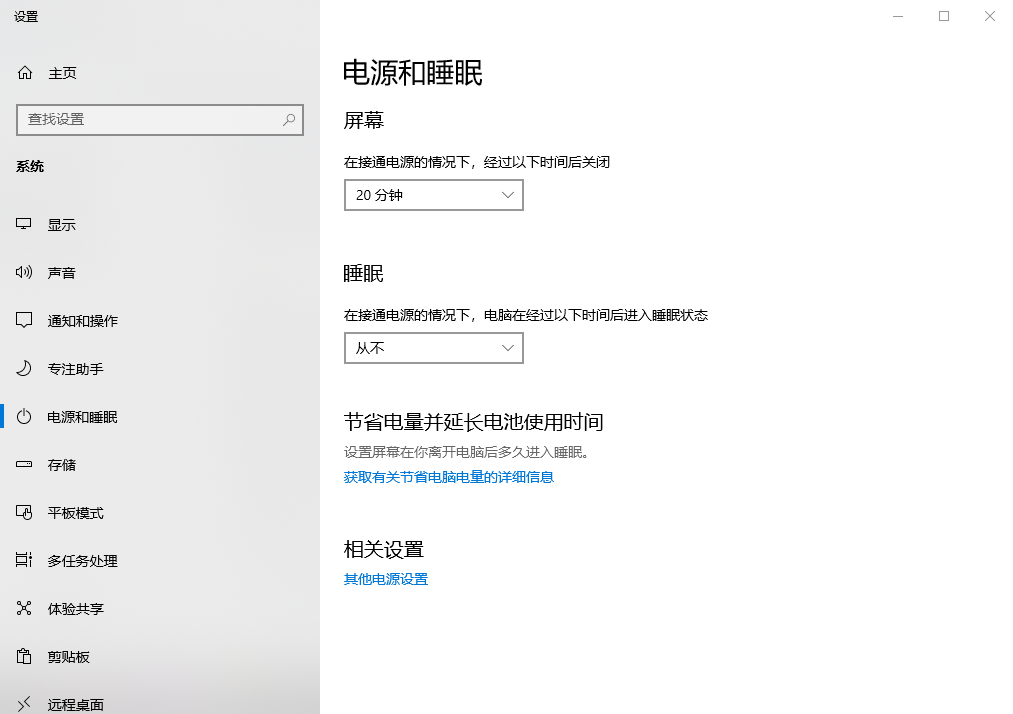 设置
主页
查找设置
系统
显示
声音
通知和操作
专注助手
电源和睡眠
存储
平板模式
多任务处理
体验共享
剪贴板
远程桌面
电源和睡眠
屏幕
在接通电源的情况下，经过以下时间后关闭
20 分钟
睡眠
在接通电源的情况下，电脑在经过以下时间后进入睡眠状态
从不
节省电量并延长电池使用时间
设置屏幕在你离开电脑后多久进入睡眠。
获取有关节省电脑电量的详细信息
相关设置
其他电源设置